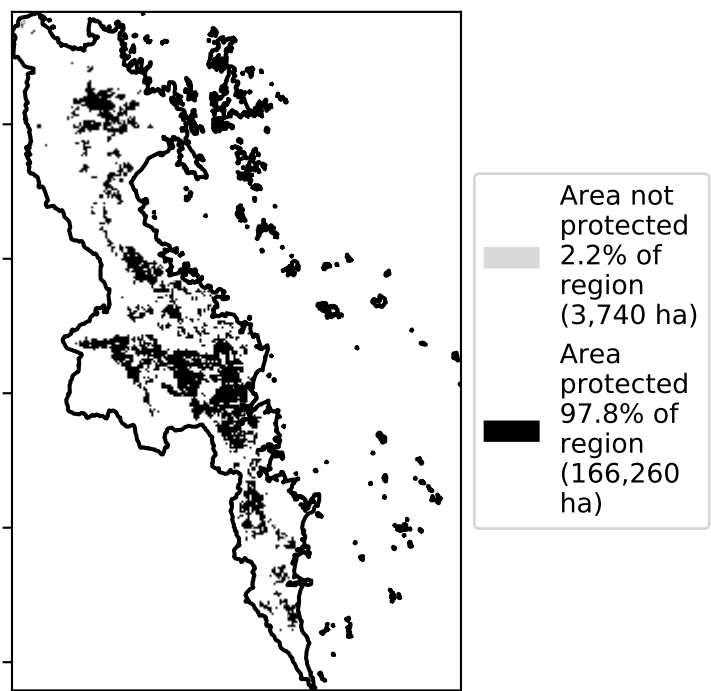 Area not
protected
2.2% of
region
(3,740 ha)
Area
protected
97.8% of
region
(166,260
ha)